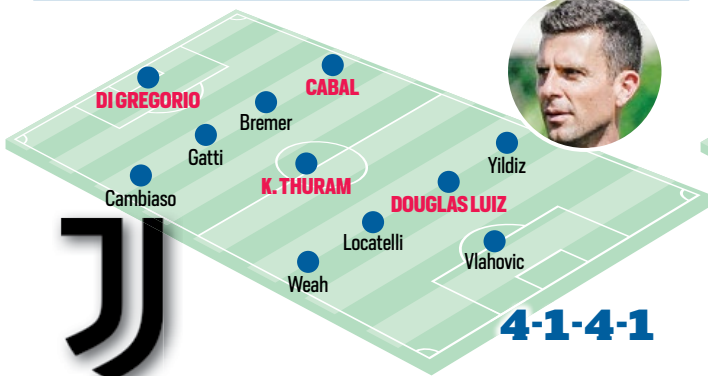 DI GREGORIO
CABAL
Bremer
Gatti
Cambiaso
K. THURAM
Yildiz
DOUGLAS LUIZ
Locatelli
Weah
Vlahovic
4-1-4-1